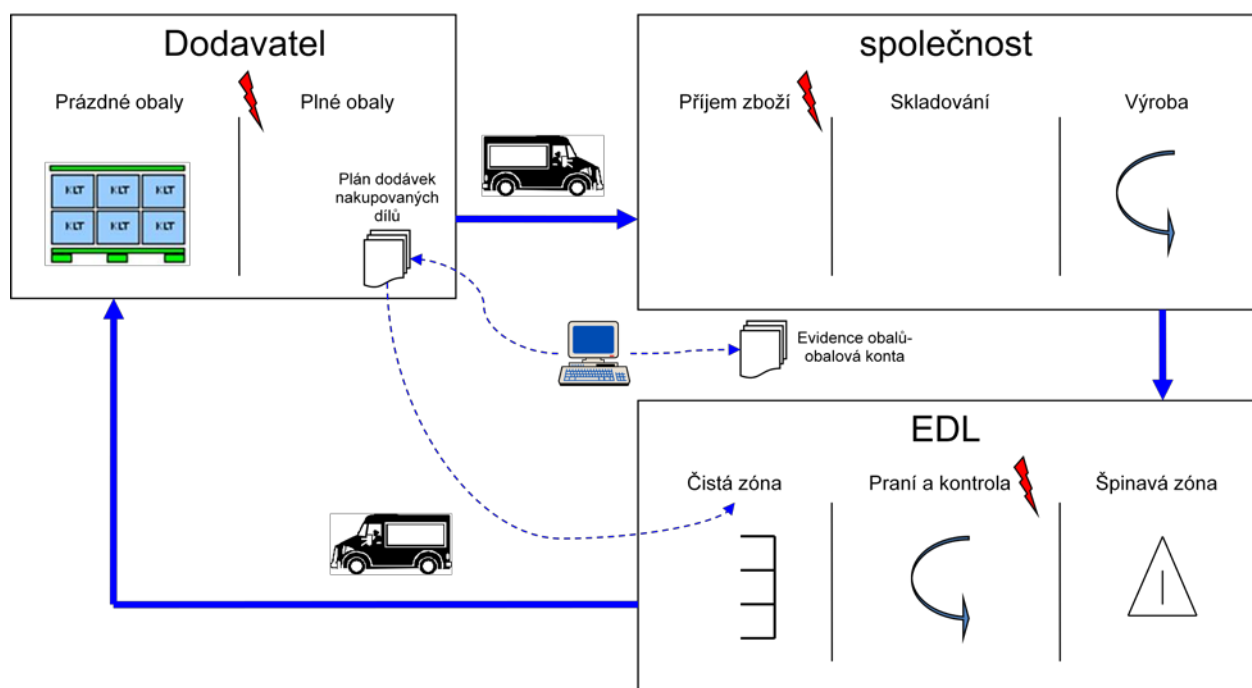 Dodavatel
Prázdné obaly
Plné obaly
KLT KLT KLT
KLT KLT KLT
Plán dodávek
nakupovaných
dílů
společnost
Příjem zboží
Skladování
Výroba
Evidence obalů-
obalová konta
EDL
Čistá zóna
Praní a kontrola
Špinavá zóna